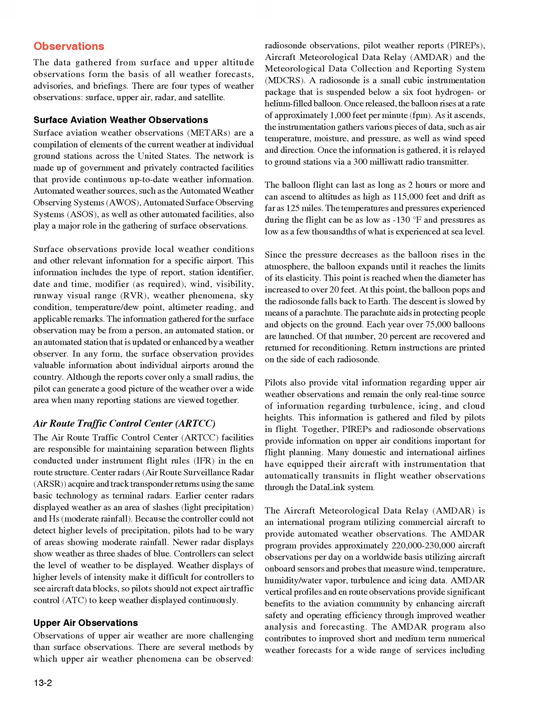 Observations
The data gathered from surface and upper altitude
observations form the basis of all weather forecasts,
advisories, and briefings. There are four types of weather
observations: surface, upper air, radar, and satellite.
Surface Aviation Weather Observations
Surface aviation weather observations (METARs) are a
compilation of elements of the current weather at individual
ground stations across the United States. The network is
made up of government and privately contracted facilities
that provide continuous up-to-date weather information.
Automated weather sources, such as the Automated Weather
Observing Systems (AWOS), Automated Surface Observing
Systems (ASOS), as well as other automated facilities, also
play a major role in the gathering of surface observations.
Surface observations provide local weather conditions
and other relevant information for a specific airport. This
information includes the type of report, station identifier,
date and time, modifier (as required), wind, visibility,
runway visual range (RVR), weather phenomena, sky
condition, temperature/dew point, altimeter reading, and
applicable remarks. The information gathered for the surface
observation may be from a person, an automated station, or
an automated station that is updated or enhanced by a weather
observer. In any form, the surface observation provides
valuable information about individual airports around the
country. Although the reports cover only a small radius, the
pilot can generate a good picture of the weather over a wide
area when many reporting stations are viewed together.
Air Route Traffic Control Center (ARTCC)
The Air Route Traffic Control Center (ARTCC) facilities
are responsible for maintaining separation between flights
conducted under instrument flight rules (IFR) in the en
route structure. Center radars (Air Route Surveillance Radar
(ARSR)) acquire and track transponder returns using the same
basic technology as terminal radars. Earlier center radars
displayed weather as an area of slashes (light precipitation)
and Hs (moderate rainfall). Because the controller could not
detect higher levels of precipitation, pilots had to be wary
of areas showing moderate rainfall. Newer radar displays
show weather as three shades of blue. Controllers can select
the level of weather to be displayed. Weather displays of
higher levels of intensity make it difficult for controllers to
see aircraft data blocks, so pilots should not expect air traffic
control (ATC) to keep weather displayed continuously.
Upper Air Observations
Observations of upper air weather are more challenging
than surface observations. There are several methods by
which upper air weather phenomena can be observed:
radiosonde observations, pilot weather reports (PIREPs),
Aircraft Meteorological Data Relay (AMDAR) and the
Meteorological Data Collection and Reporting System
(MDCRS). A radiosonde is a small cubic instrumentation
package that is suspended below a six foot hydrogen- or
helium-filled balloon. Once released, the balloon rises at a rate
of approximately 1,000 feet per minute (fpm). As it ascends,
the instrumentation gathers various pieces of data, such as air
temperature, moisture, and pressure, as well as wind speed
and direction. Once the information is gathered, it is relayed
to ground stations via a 300 milliwatt radio transmitter.
The balloon flight can last as long as 2 hours or more and
can ascend to altitudes as high as 115,000 feet and drift as
far as 125 miles. The temperatures and pressures experienced
during the flight can be as low as -130 °F and pressures as
low as a few thousandths of what is experienced at sea level.
Since the pressure decreases as the balloon rises in the
atmosphere, the balloon expands until it reaches the limits
of its elasticity. This point is reached when the diameter has
increased to over 20 feet. At this point, the balloon pops and
the radiosonde falls back to Earth. The descent is slowed by
means of a parachute. The parachute aids in protecting people
and objects on the ground. Each year over 75,000 balloons
are launched. Of that number, 20 percent are recovered and
returned for reconditioning. Return instructions are printed
on the side of each radiosonde.
Pilots also provide vital information regarding upper air
weather observations and remain the only real-time source
of information regarding turbulence, icing, and cloud
heights. This information is gathered and filed by pilots
in flight. Together, PIREPs and radiosonde observations
provide information on upper air conditions important for
flight planning. Many domestic and international airlines
have equipped their aircraft with instrumentation that
automatically transmits in flight weather observations
through the DataLink system.
The Aircraft Meteorological Data Relay (AMDAR) is
an international program utilizing commercial aircraft to
provide automated weather observations. The AMDAR
program provides approximately 220,000-230,000 aircraft
observations per day on a worldwide basis utilizing aircraft
onboard sensors and probes that measure wind, temperature,
humidity/water vapor, turbulence and icing data. AMDAR
vertical profiles and en route observations provide significant
benefits to the aviation community by enhancing aircraft
safety and operating efficiency through improved weather
analysis and forecasting. The AMDAR program also
contributes to improved short and medium term numerical
weather forecasts for a wide range of services including
13-2